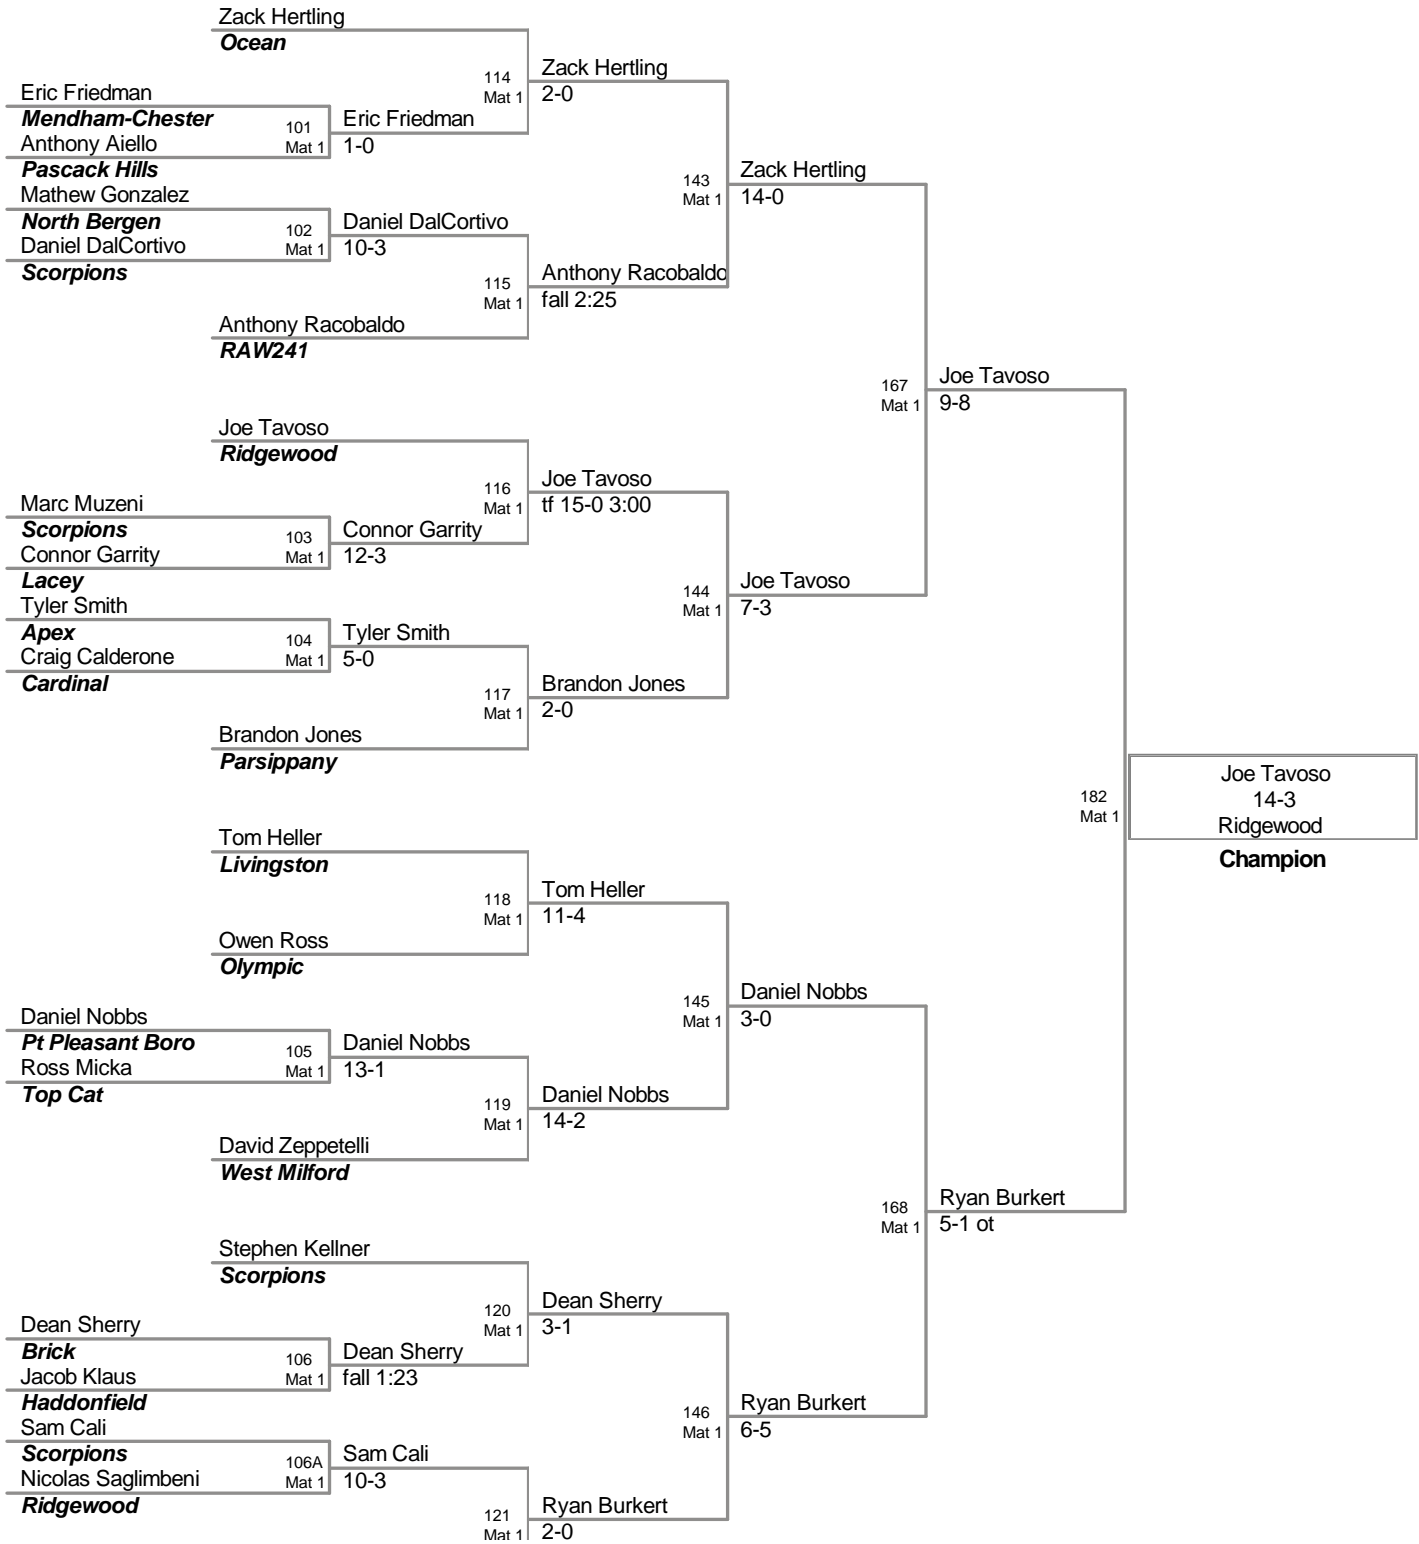 Zack Hertling
Ocean
114
Mat 1
Zack Hertling
2-0
Eric Friedman
Mendham-Chester
101
Mat 1
Eric Friedman
1-0
Anthony Aiello
Pascack Hills
143
Mat 1
Zack Hertling
14-0
Mathew Gonzalez
North Bergen
102
Mat 1
Daniel DalCortivo
10-3
Daniel DalCortivo
Scorpions
115
Mat 1
Anthony Racobaldo
fall 2:25
Anthony Racobaldo
RAW241
167
Mat 1
Joe Tavoso
9-8
Joe Tavoso
Ridgewood
116
Mat 1
Joe Tavoso
tf 15-0 3:00
Marc Muzeni
Scorpions
103
Mat 1
Connor Garrity
12-3
Connor Garrity
Lacey
144
Mat 1
Joe Tavoso
7-3
Tyler Smith
Apex
104
Mat 1
Tyler Smith
5-0
Craig Calderone
Cardinal
117
Mat 1
Brandon Jones
2-0
Brandon Jones
Parsippany
182
Mat 1
Joe Tavoso
14-3
Ridgewood
Champion
Tom Heller
Livingston
118
Mat 1
Tom Heller
11-4
Owen Ross
Olympic
145
Mat 1
Daniel Nobbs
3-0
Daniel Nobbs
Pt Pleasant Boro
105
Mat 1
Daniel Nobbs
13-1
Ross Micka
Top Cat
119
Mat 1
Daniel Nobbs
14-2
David Zeppetelli
West Milford
168
Mat 1
Ryan Burkert
5-1 ot
Stephen Kellner
Scorpions
120
Mat 1
Dean Sherry
3-1
Dean Sherry
Brick
106
Mat 1
Dean Sherry
fall 1:23
Jacob Klaus
Haddonfield
146
Mat 1
Ryan Burkert
6-5
Sam Cali
Scorpions
106A
Mat 1
Sam Cali
10-3
Nicolas Saglimbeni
Ridgewood
121
Mat 1
Ryan Burkert
2-0